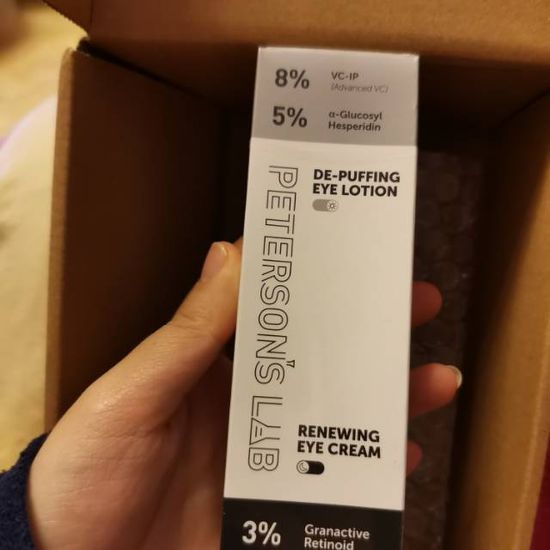 8% VC-IP
(Advanced VC)
5% α-Glucosyl
Hesperidin
DE-PUFFING
EYE LOTION
PETERSON'S LAB
RENEWING
EYE CREAM
3% Granactive
Retinoid